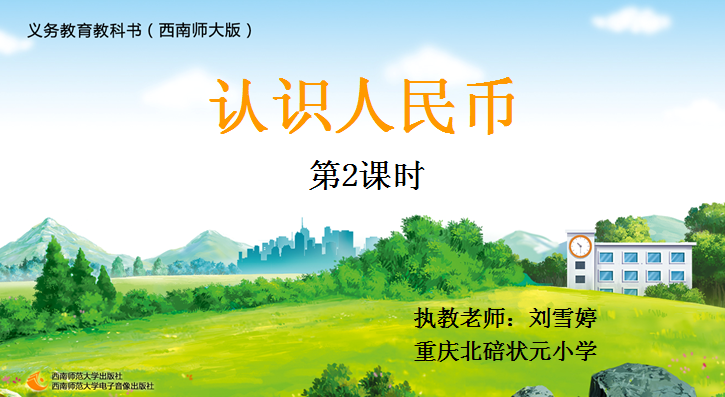 义务教育教科书（西南师大版）
认识人民币
第2课时
执教老师：刘雪婷
重庆北碚状元小学
西南师范大学出版社
西南师范大学电子音像出版社